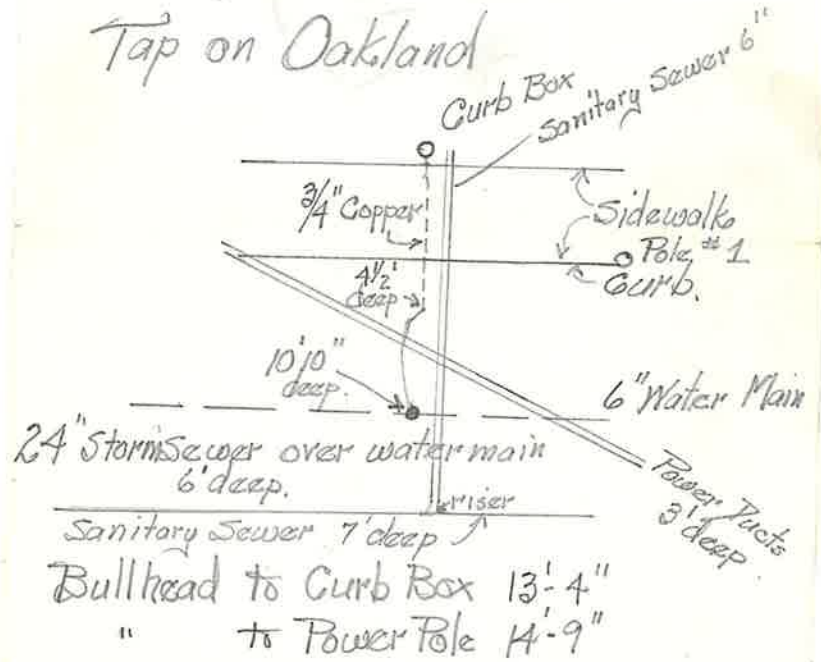 Tap on Oakland
Curb Box
Sanitary Sewer 6"
3/4" Copper
Sidewalk
Pole #1
Curb.
4 1/2'
deep
10'10"
deep.
6" Water Main
24" Storm Sewer over water main
6' deep.
Power Ducts
3' deep.
riser
Sanitary Sewer 7' deep
Bullhead to Curb Box 13'-4"
" to Power Pole 14'-9"